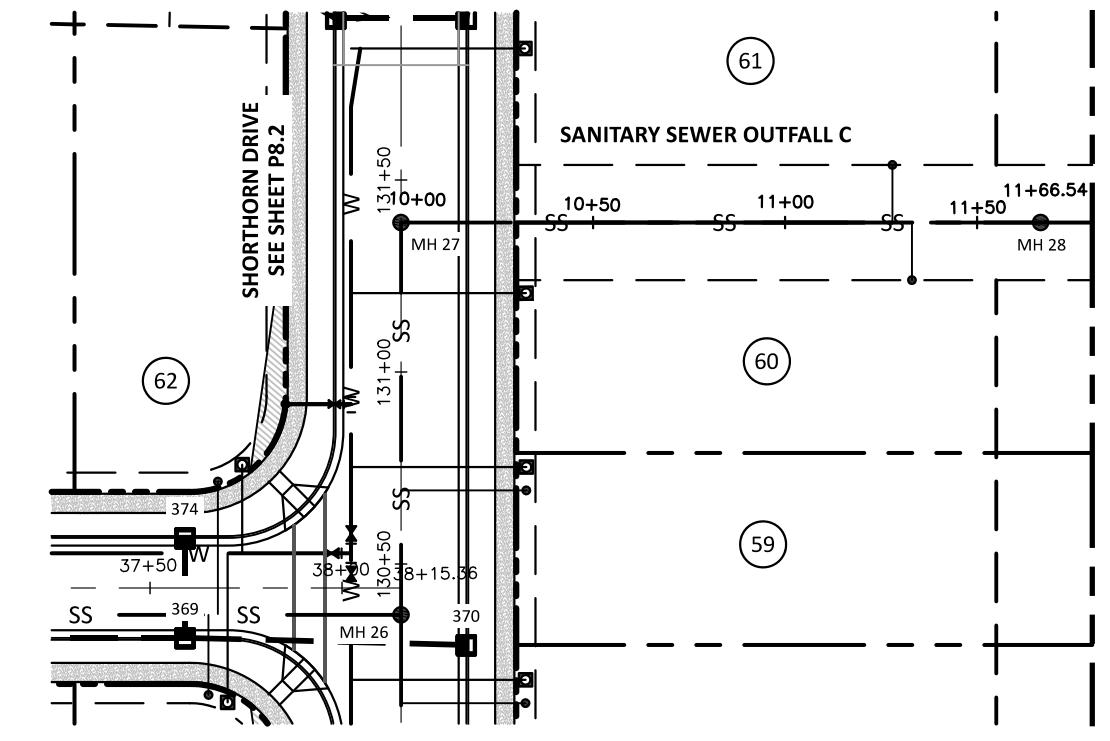 61
SANITARY SEWER OUTFALL C
SHORTHORN DRIVE
SEE SHEET P8.2
131+50
10+00
10+50
11+00
11+50
11+66.54
W
SS
SS
SS
MH 27
MH 28
SS
131+00
W
60
62
SS
374
W
37+50
38+00
130+50
38+15.36
W
59
SS
369
SS
MH 26
370